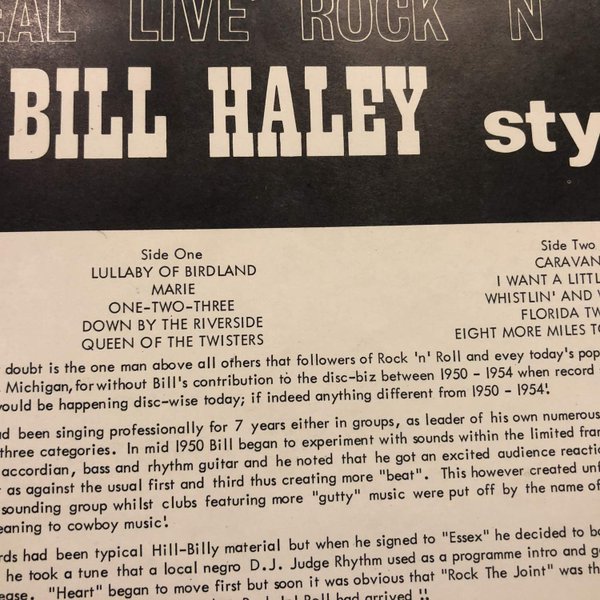 EAL LIVE ROCK N
BILL HALEY sty
Side One
LULLABY OF BIRDLAND
MARIE
ONE-TWO-THREE
DOWN BY THE RIVERSIDE
QUEEN OF THE TWISTERS
Side Two
CARAVAN
I WANT A LITTL
WHISTLIN' AND
FLORIDA TW
EIGHT MORE MILES TO
doubt is the one man above all others that followers of Rock 'n' Roll and evey today's pop
Michigan, for without Bill's contribution to the disc-biz between 1950 - 1954 when record
ould be happening disc-wise today; if indeed anything different from 1950 - 1954'.
ad been singing professionally for 7 years either in groups, as leader of his own numerous
three categories. In mid 1950 Bill began to experiment with sounds within the limited fram
accordian, bass and rhythm guitar and he noted that he got an excited audience reactio
as against the usual first and third thus creating more "beat". This however created unf
sounding group whilst clubs featuring more "gutty" music were put off by the name of
eaning to cowboy music'.
rds had been typical Hill-Billy material but when he signed to "Essex" he decided to
he took a tune that a local negro D.J. Judge Rhythm used as a programme intro and
ease. "Heart" began to move first but soon it was obvious that "Rock The Joint" was th
Roll had arrived !!